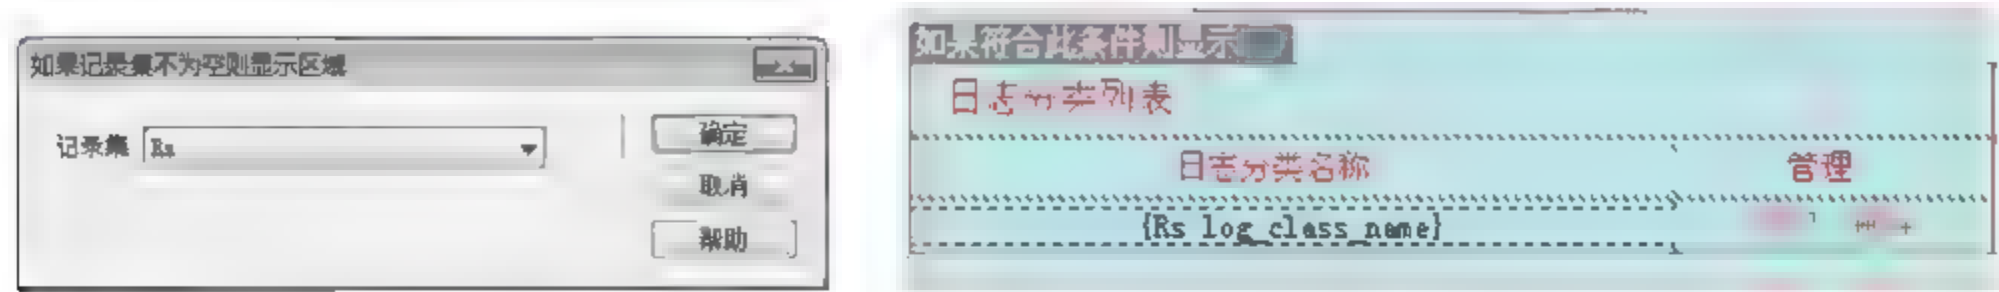 如果记录集不为空则显示区域
记录集 Rs
确定
取消
帮助
如果符合此条件则显示
日志分类列表
日志分类名称 管理
{Rs log_class_name}